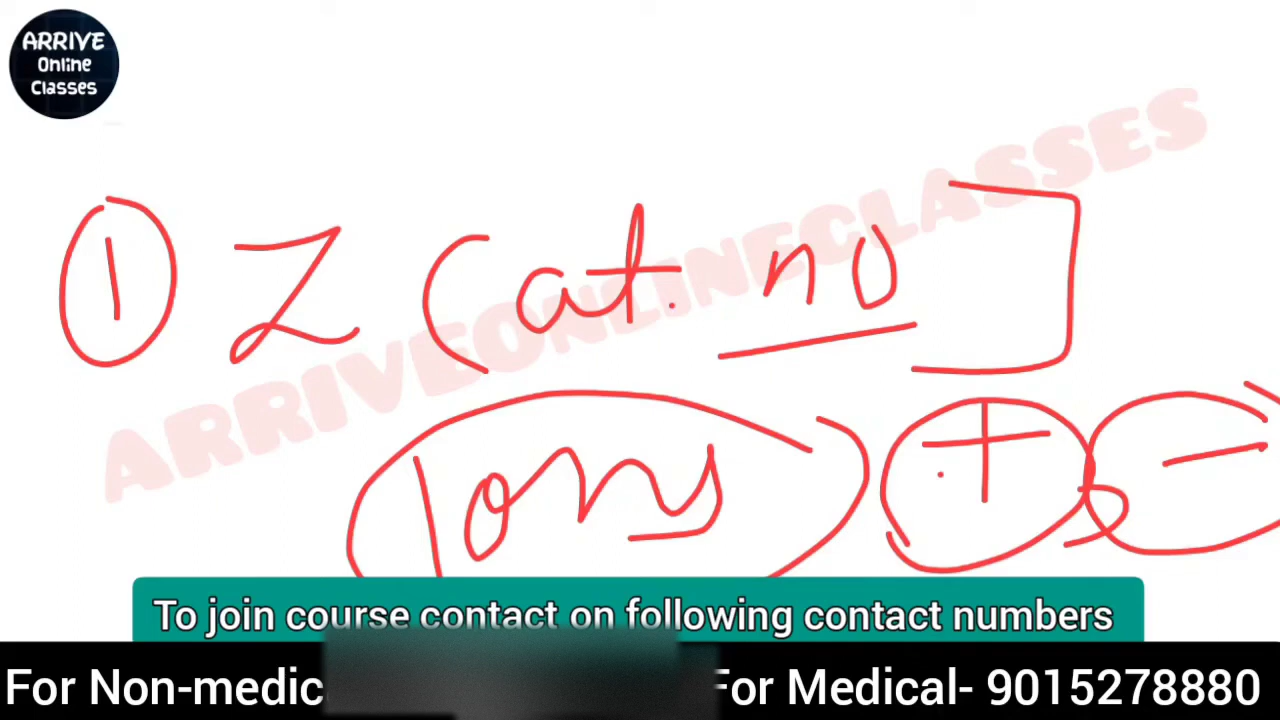 ARRIVE
Online
Classes
ARRIVEONLINECLASSES
1 Z (at. no]
Ions + , -
To join course contact on following contact numbers
For Non-medic For Medical- 9015278880